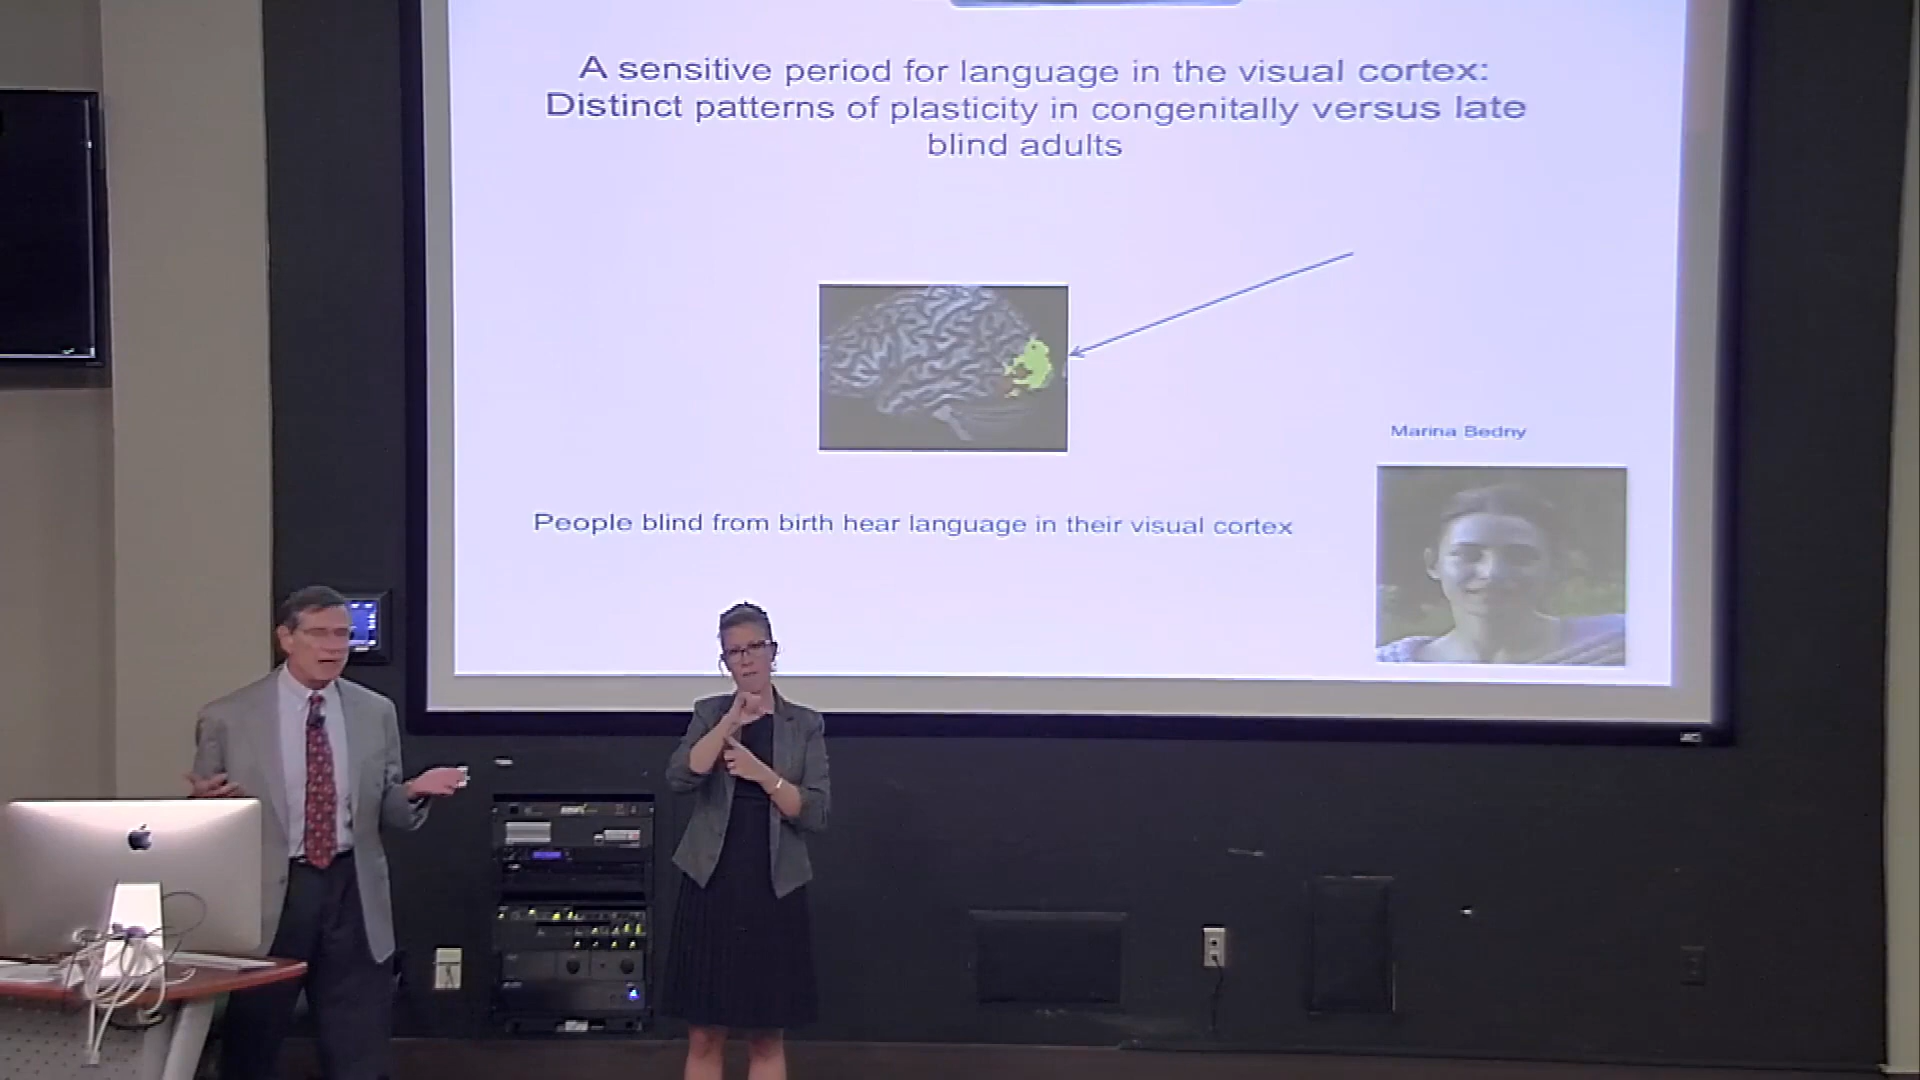 A sensitive period for language in the visual cortex:
Distinct patterns of plasticity in congenitally versus late
blind adults
Marina Bedny
People blind from birth hear language in their visual cortex